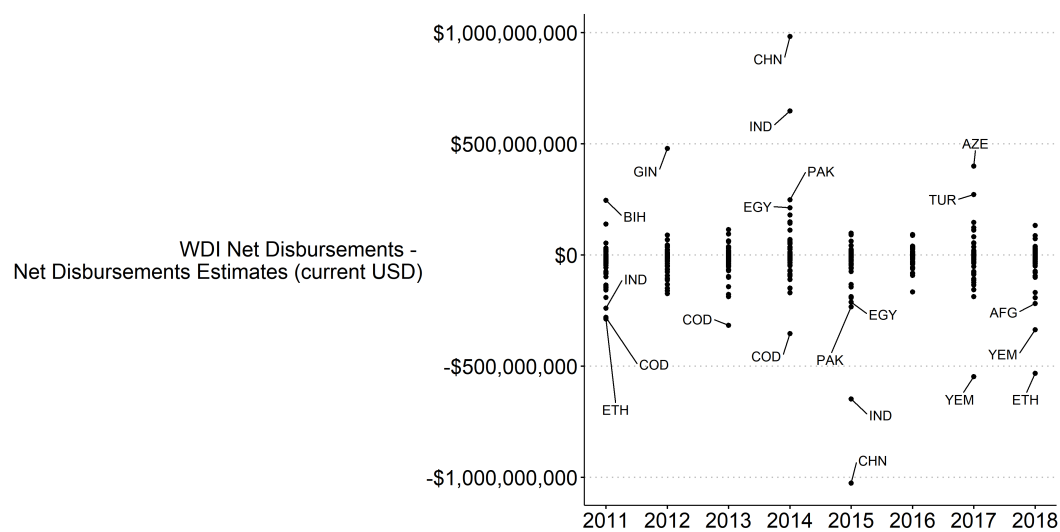 $1,000,000,000
CHN
IND
$500,000,000
AZE
GIN
PAK
TUR
EGY
BIH
WDI Net Disbursements -
Net Disbursements Estimates (current USD)
$0
IND
AFG
EGY
COD
COD
YEM
PAK
COD
-$500,000,000
YEM
ETH
ETH
IND
CHN
-$1,000,000,000
2011 2012 2013 2014 2015 2016 2017 2018